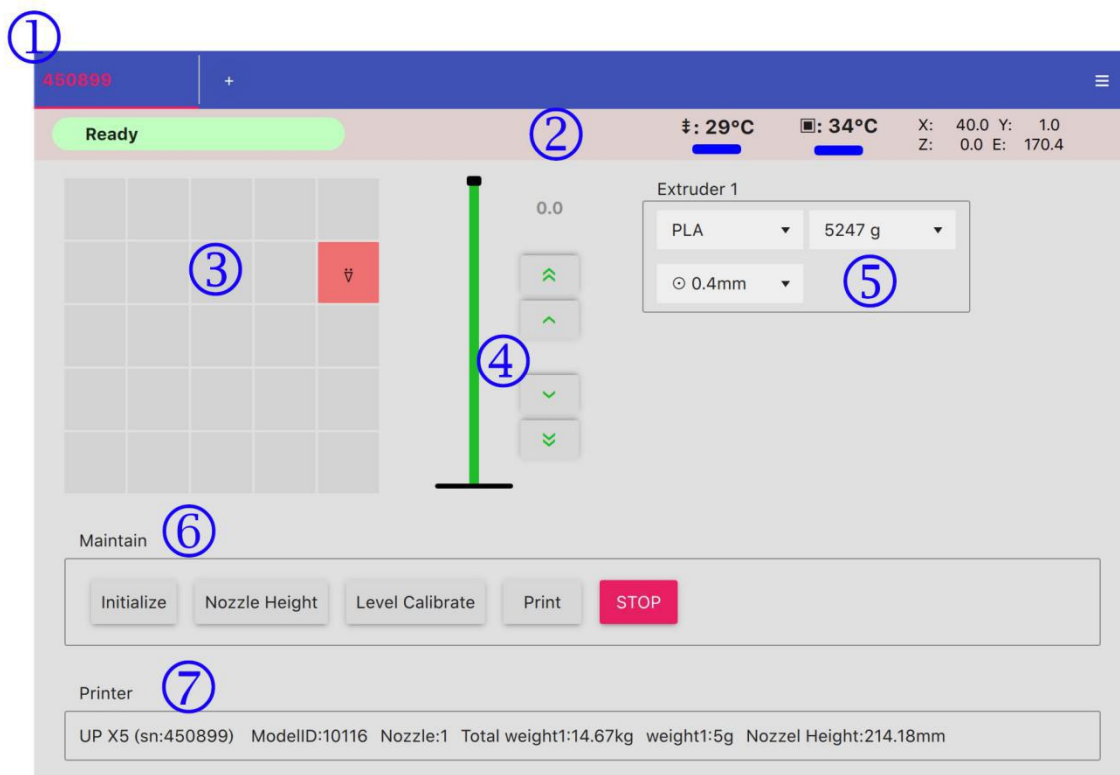 ①
450899 +
Ready ② : 29°C : 34°C X: 40.0 Y: 1.0
Z: 0.0 E: 170.4
Extruder 1
0.0
PLA 5247 g
③
0.4mm ⑤
④
⑥
Maintain
Initialize Nozzle Height Level Calibrate Print STOP
⑦
Printer
UP X5 (sn:450899) ModelID:10116 Nozzle:1 Total weight1:14.67kg weight1:5g Nozzel Height:214.18mm